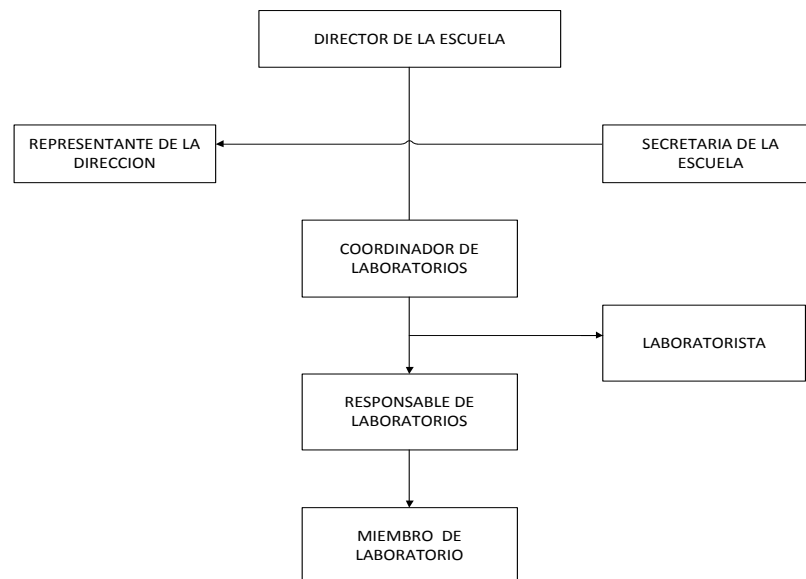 DIRECTOR DE LA ESCUELA
REPRESENTANTE DE LA
DIRECCION
SECRETARIA DE LA
ESCUELA
COORDINADOR DE
LABORATORIOS
LABORATORISTA
RESPONSABLE DE
LABORATORIOS
MIEMBRO DE
LABORATORIO